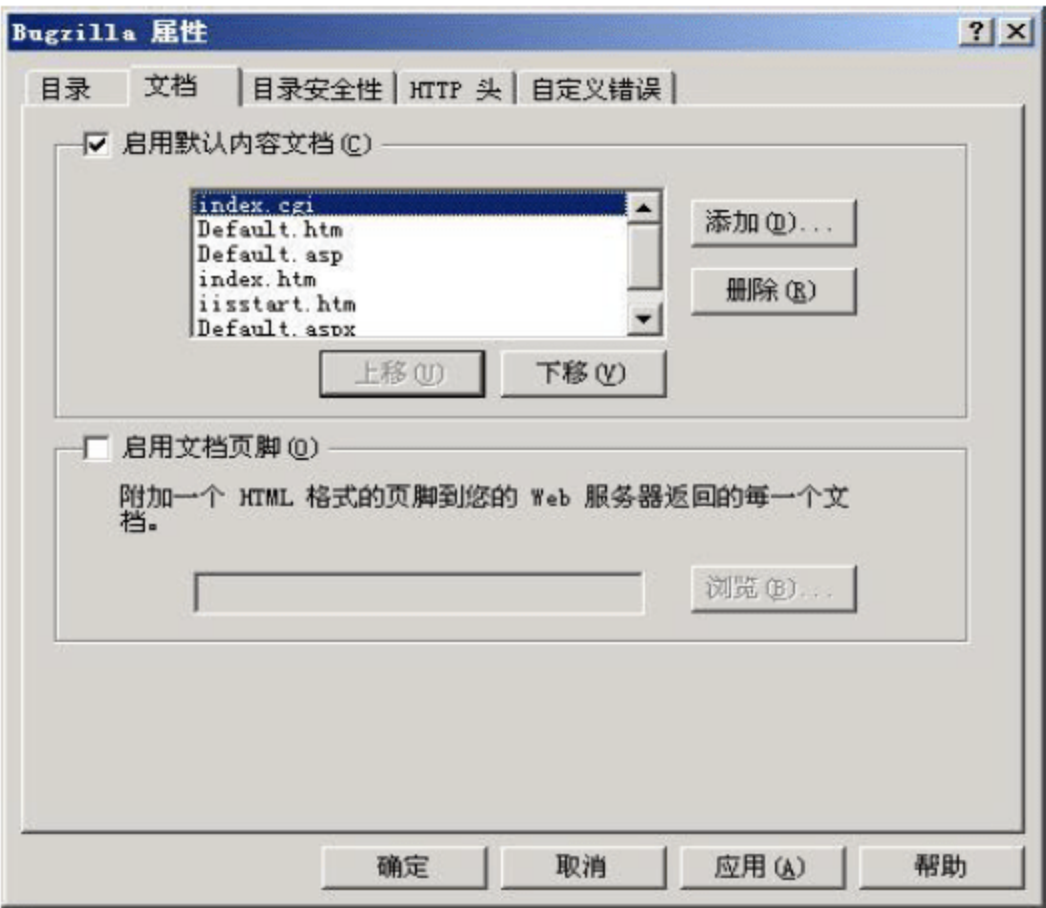 Bugzilla 属性
目录 文档 目录安全性 HTTP 头 自定义错误
启用默认内容文档(C)
index.cgi
Default.htm
Default.asp
index.htm
iisstart.htm
Default.aspx
添加(D)...
删除(R)
上移(U) 下移(V)
启用文档页脚(O)
附加一个 HTML 格式的页脚到您的 Web 服务器返回的每一个文
档。
浏览(B)...
确定 取消 应用(A) 帮助